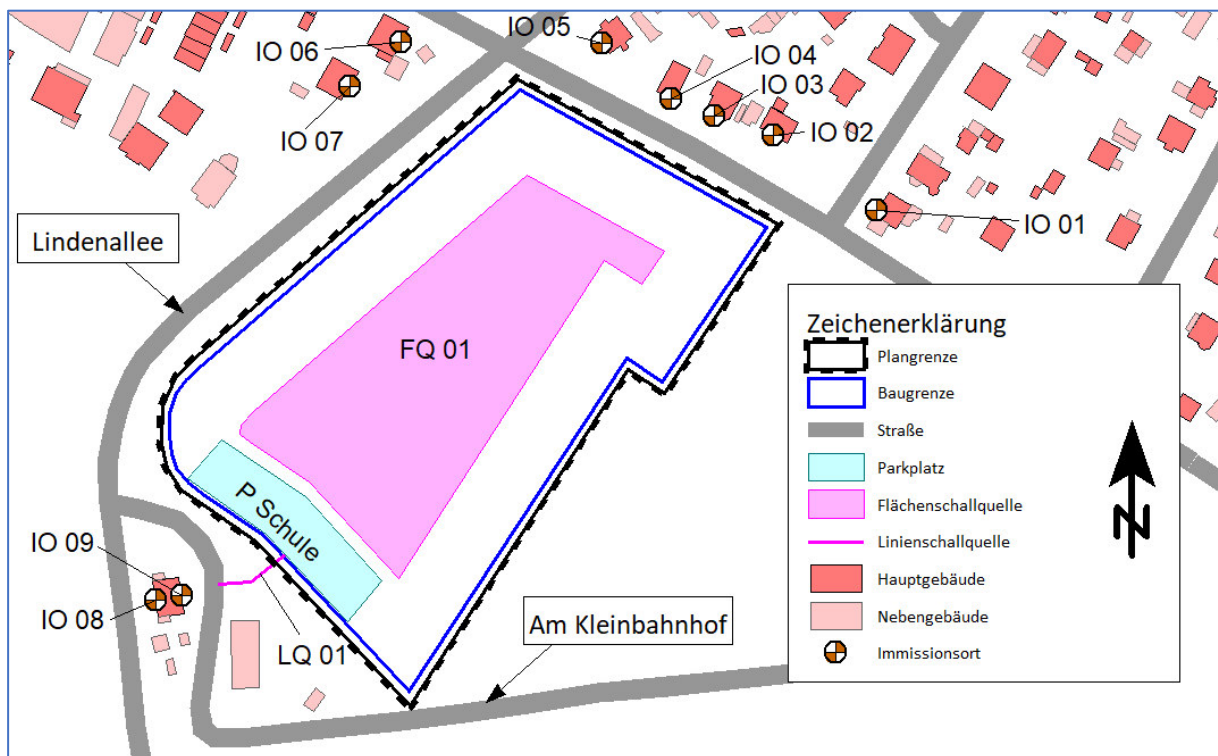 IO 05
IO 06
IO 04
IO 03
IO 07
IO 02
IO 01
Lindenallee
FQ 01
Zeichenerklärung
Plangrenze
Baugrenze
Straße
Parkplatz
Flächenschallquelle
Linienschallquelle
Hauptgebäude
Nebengebäude
Immissionsort
N
P Schule
IO 09
IO 08
LQ 01
Am Kleinbahnhof